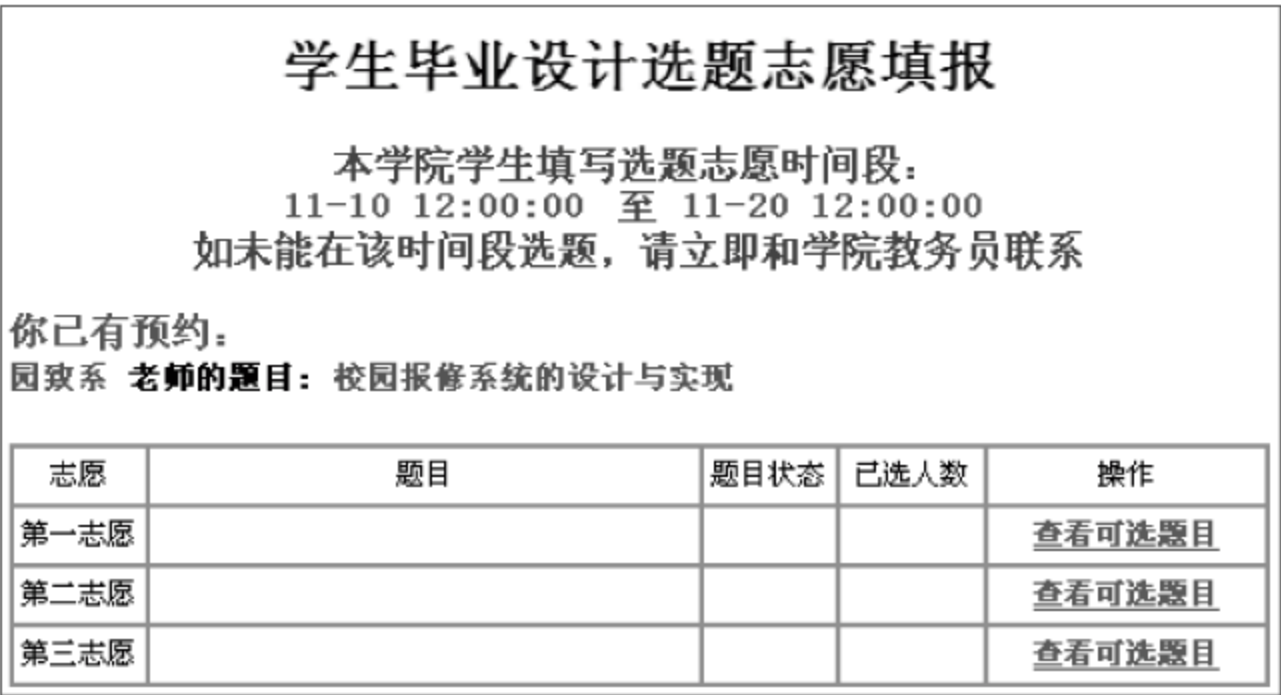 学生毕业设计选题志愿填报
本学院学生填写选题志愿时间段：
11-10 12:00:00 至 11-20 12:00:00
如未能在该时间段选题，请立即和学院教务员联系
你已有预约：
园致系 老师的题目：校园报修系统的设计与实现
志愿 题目 题目状态 已选人数 操作
第一志愿 查看可选题目
第二志愿 查看可选题目
第三志愿 查看可选题目